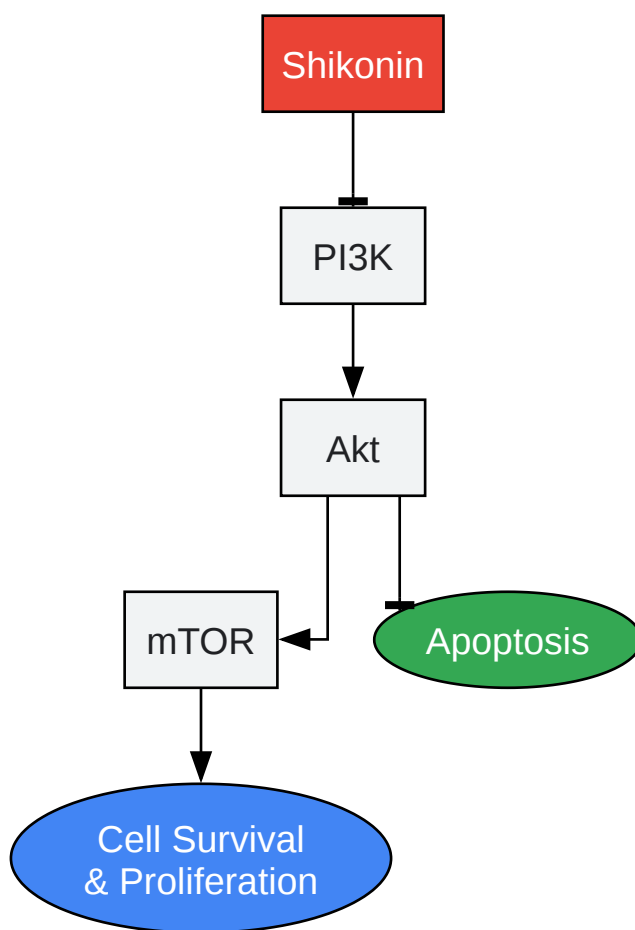 Shikonin
PI3K
Akt
mTOR
Apoptosis
Cell Survival
& Proliferation